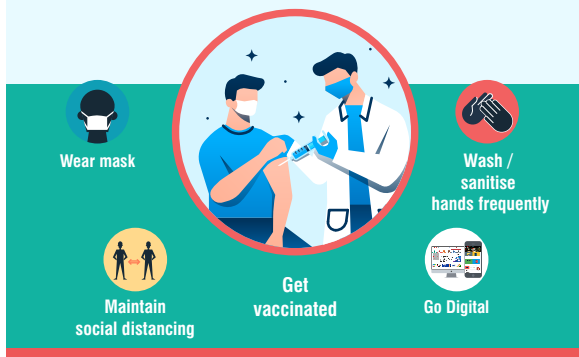 Wear mask
Wash /
sanitise
hands frequently
Maintain
social distancing
Get
vaccinated
Go Digital